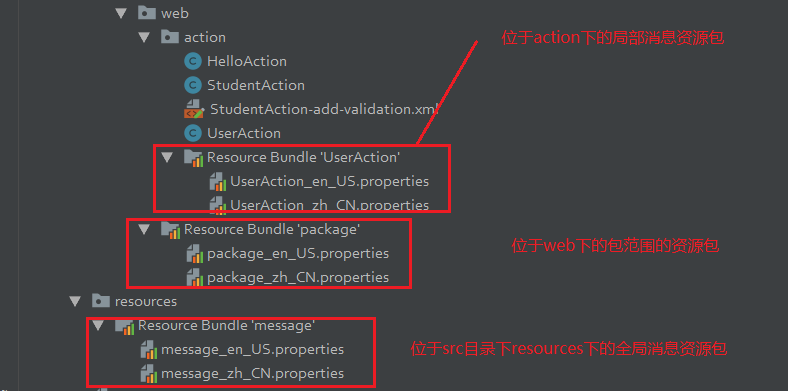 web
action
位于action下的局部消息资源包
HelloAction
StudentAction
StudentAction-add-validation.xml
UserAction
Resource Bundle 'UserAction'
UserAction_en_US.properties
UserAction_zh_CN.properties
Resource Bundle 'package'
位于web下的包范围的资源包
package_en_US.properties
package_zh_CN.properties
resources
Resource Bundle 'message'
message_en_US.properties
位于src目录下resources下的全局消息资源包
message_zh_CN.properties